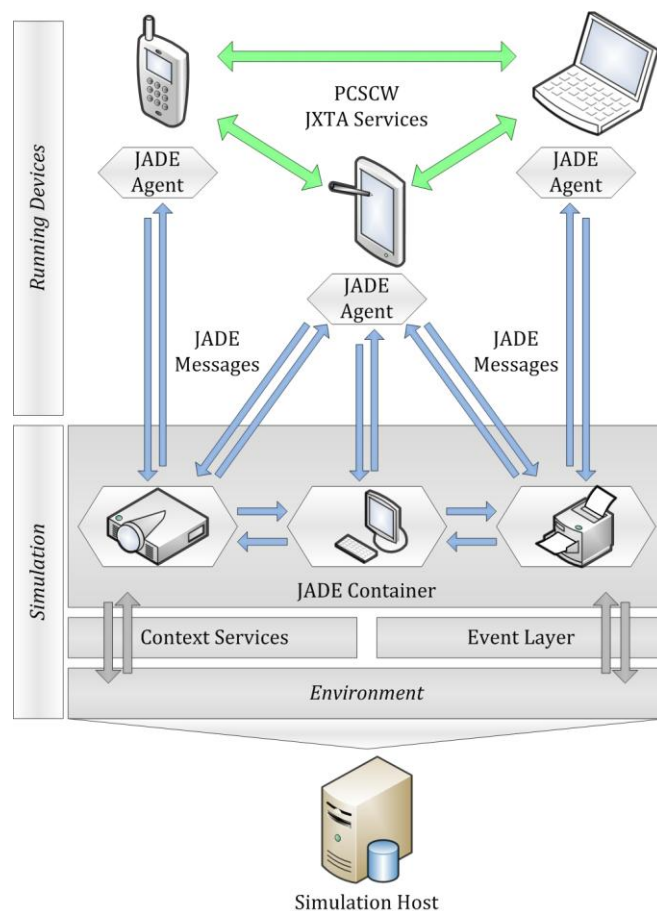 Running Devices
PCSCW
JXTA Services
JADE
Agent
JADE
Agent
JADE
Agent
JADE
Messages
JADE
Messages
Simulation
JADE Container
Context Services
Event Layer
Environment
Simulation Host